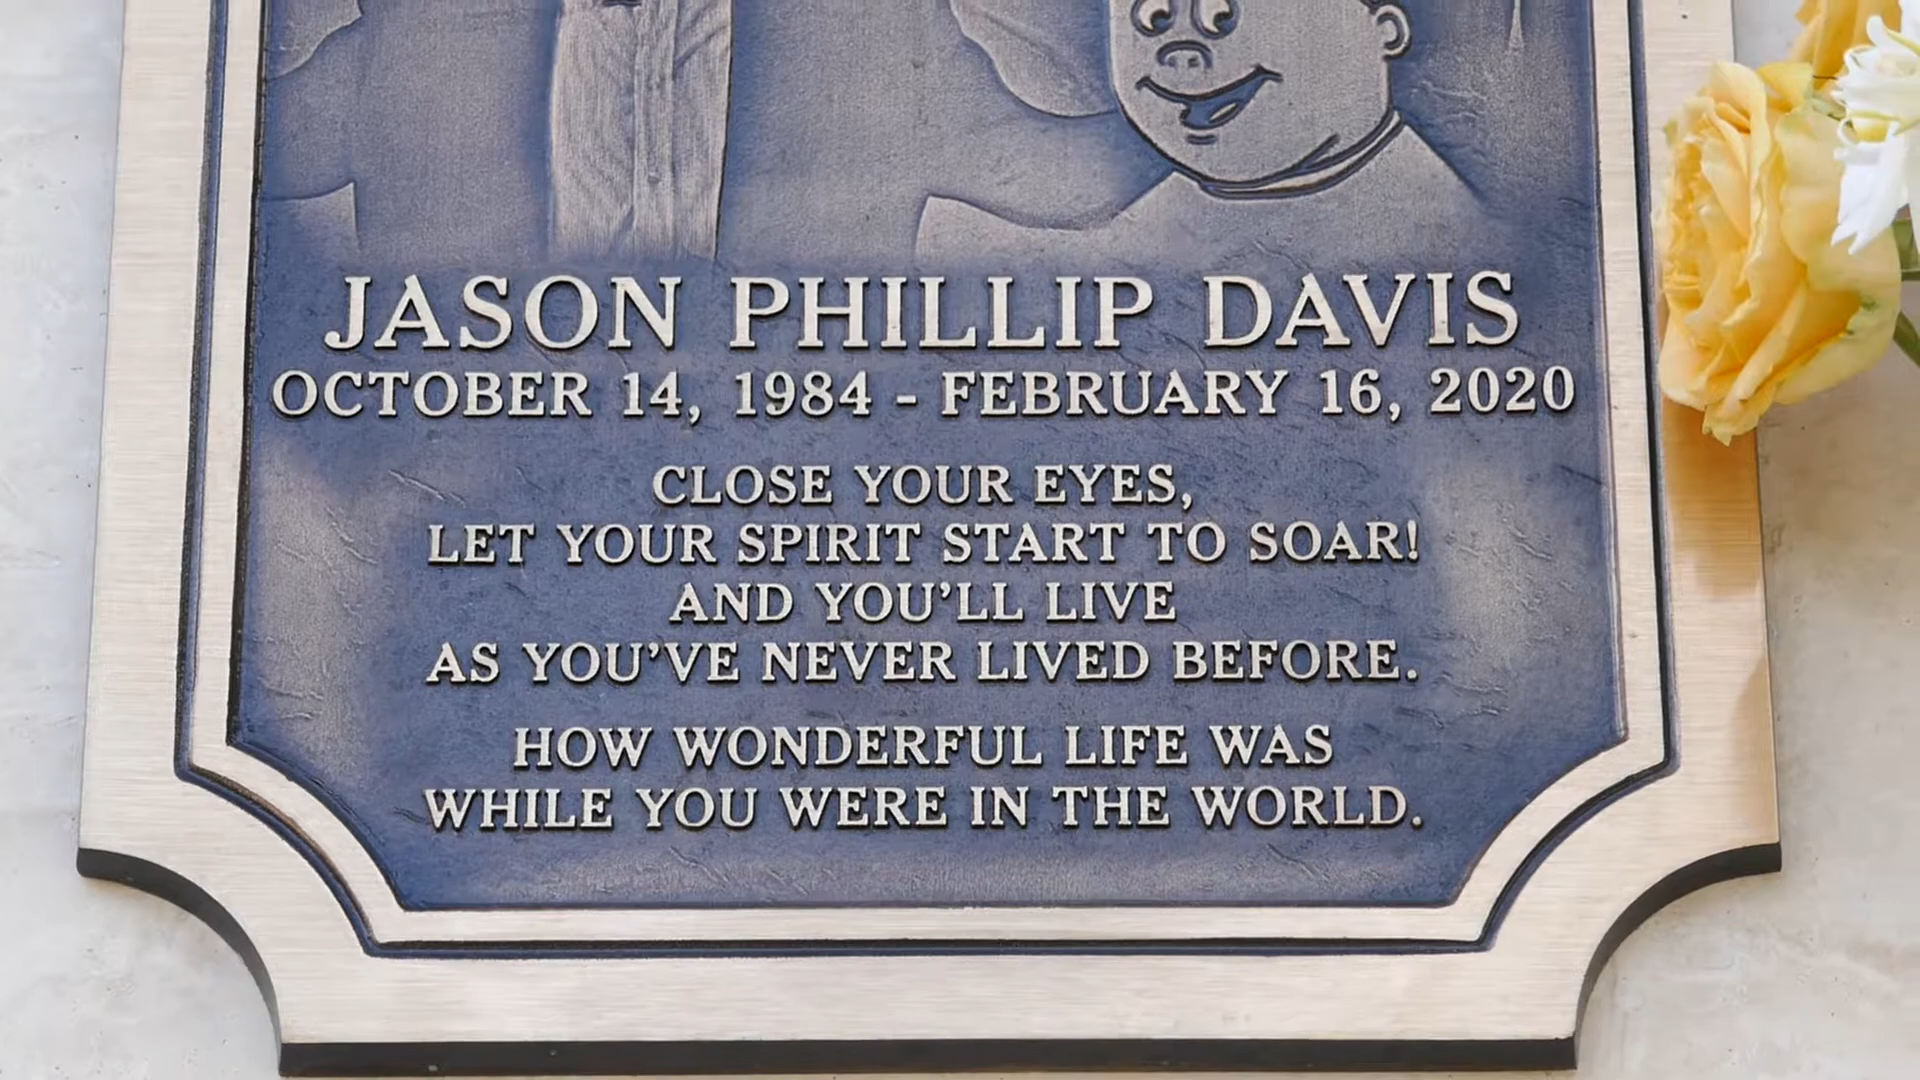 JASON PHILLIP DAVIS
OCTOBER 14, 1984 - FEBRUARY 16, 2020
CLOSE YOUR EYES,
LET YOUR SPIRIT START TO SOAR!
AND YOU'LL LIVE
AS YOU'VE NEVER LIVED BEFORE.
HOW WONDERFUL LIFE WAS
WHILE YOU WERE IN THE WORLD.